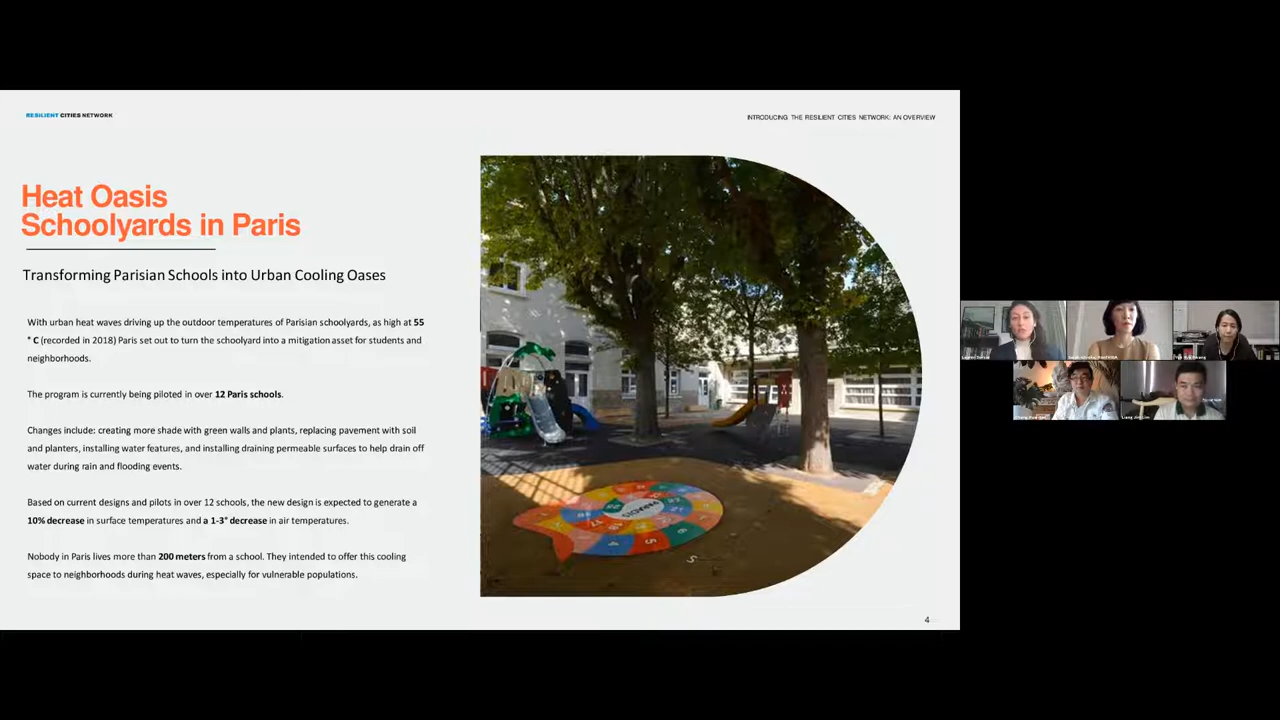 RESILIENT CITIES NETWORK
INTRODUCING THE RESILIENT CITIES NETWORK: AN OVERVIEW
Heat Oasis
Schoolyards in Paris
Transforming Parisian Schools into Urban Cooling Oases
With urban heat waves driving up the outdoor temperatures of Parisian schoolyards, as high at 55
° C (recorded in 2018) Paris set out to turn the schoolyard into a mitigation asset for students and
neighborhoods.
The program is currently being piloted in over 12 Paris schools.
Changes include: creating more shade with green walls and plants, replacing pavement with soil
and planters, installing water features, and installing draining permeable surfaces to help drain off
water during rain and flooding events.
Based on current designs and pilots in over 12 schools, the new design is expected to generate a
10% decrease in surface temperatures and a 1-3° decrease in air temperatures.
Nobody in Paris lives more than 200 meters from a school. They intended to offer this cooling
space to neighborhoods during heat waves, especially for vulnerable populations.
4